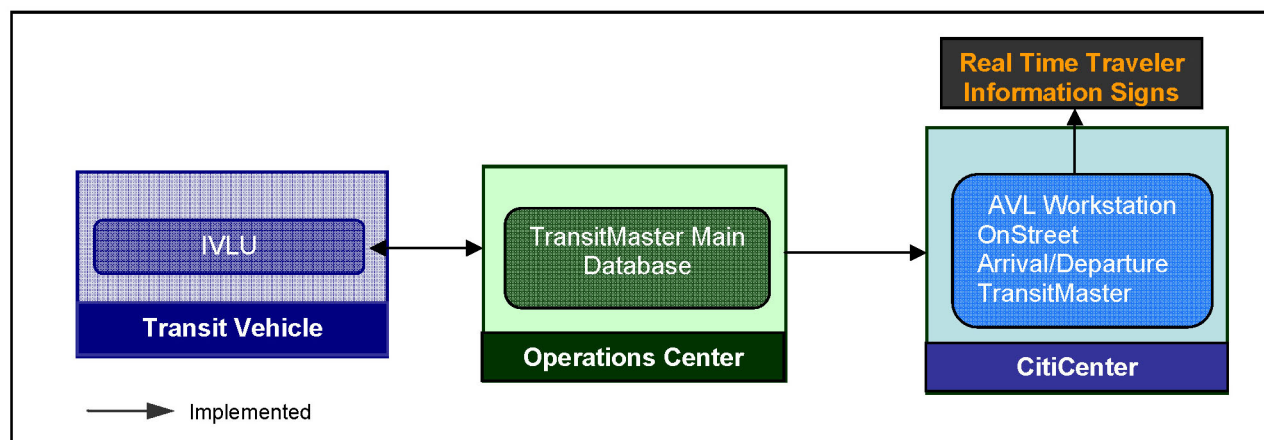 Real Time Traveler
Information Signs
IVLU
Transit Vehicle
TransitMaster Main
Database
Operations Center
AVL Workstation
OnStreet
Arrival/Departure
TransitMaster
CitiCenter
Implemented